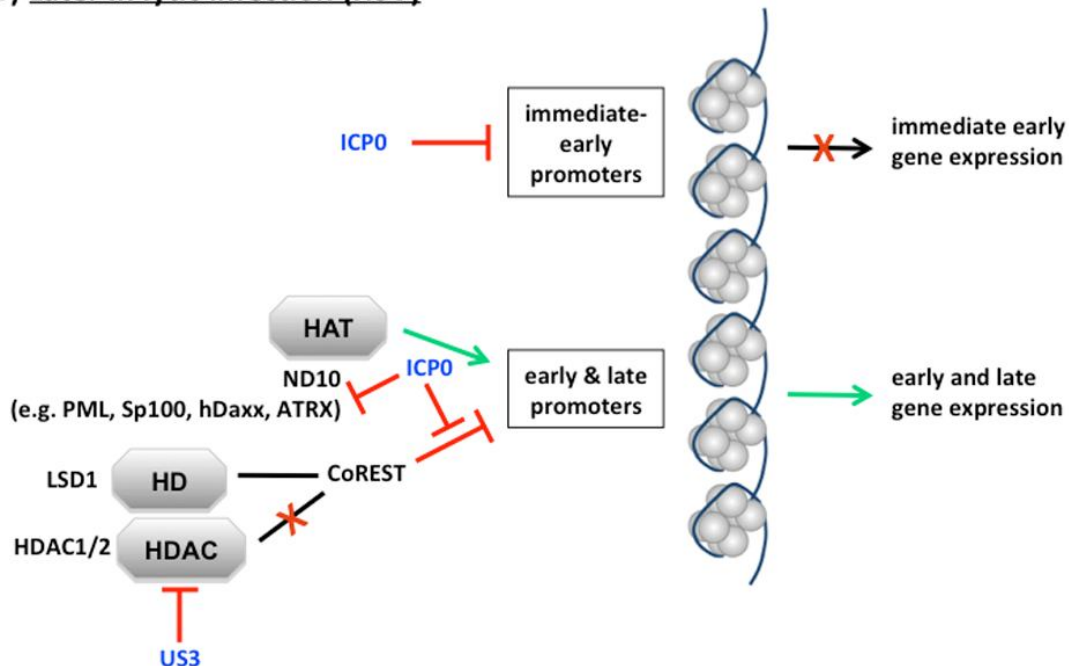 ICP0
immediate-
early
promoters
immediate early
gene expression
HAT
ND10
ICP0
(e.g. PML, Sp100, hDaxx, ATRX)
early & late
promoters
early and late
gene expression
LSD1
HD
CoREST
HDAC1/2
HDAC
US3